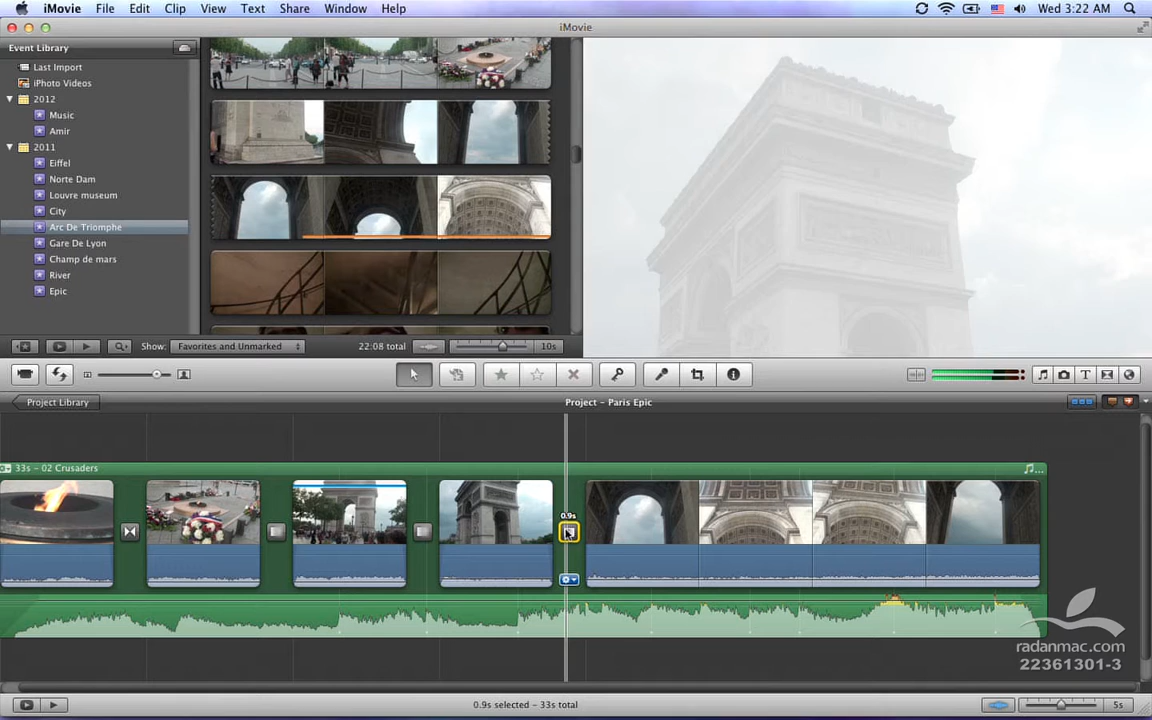 iMovie File Edit Clip View Text Share Window Help Wed 3:22 AM
iMovie
Event Library
Last Import
iPhoto Videos
2012
Music
Amir
2011
Eiffel
Norte Dam
Louvre museum
City
Arc De Triomphe
Gare De Lyon
Champ de mars
River
Epic
Show: Favorites and Unmarked 22:08 total 10s
Project Library Project - Paris Epic
33s - 02 Crusaders
0.9s
radanmac.com
22361301-3
0.9s selected - 33s total 5s